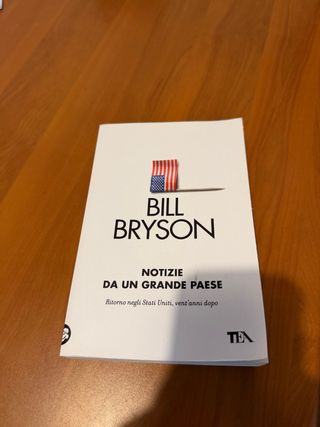 BILL
BRYSON
NOTIZIE
DA UN GRANDE PAESE
Ritorno negli Stati Uniti, vent'anni dopo
TEA